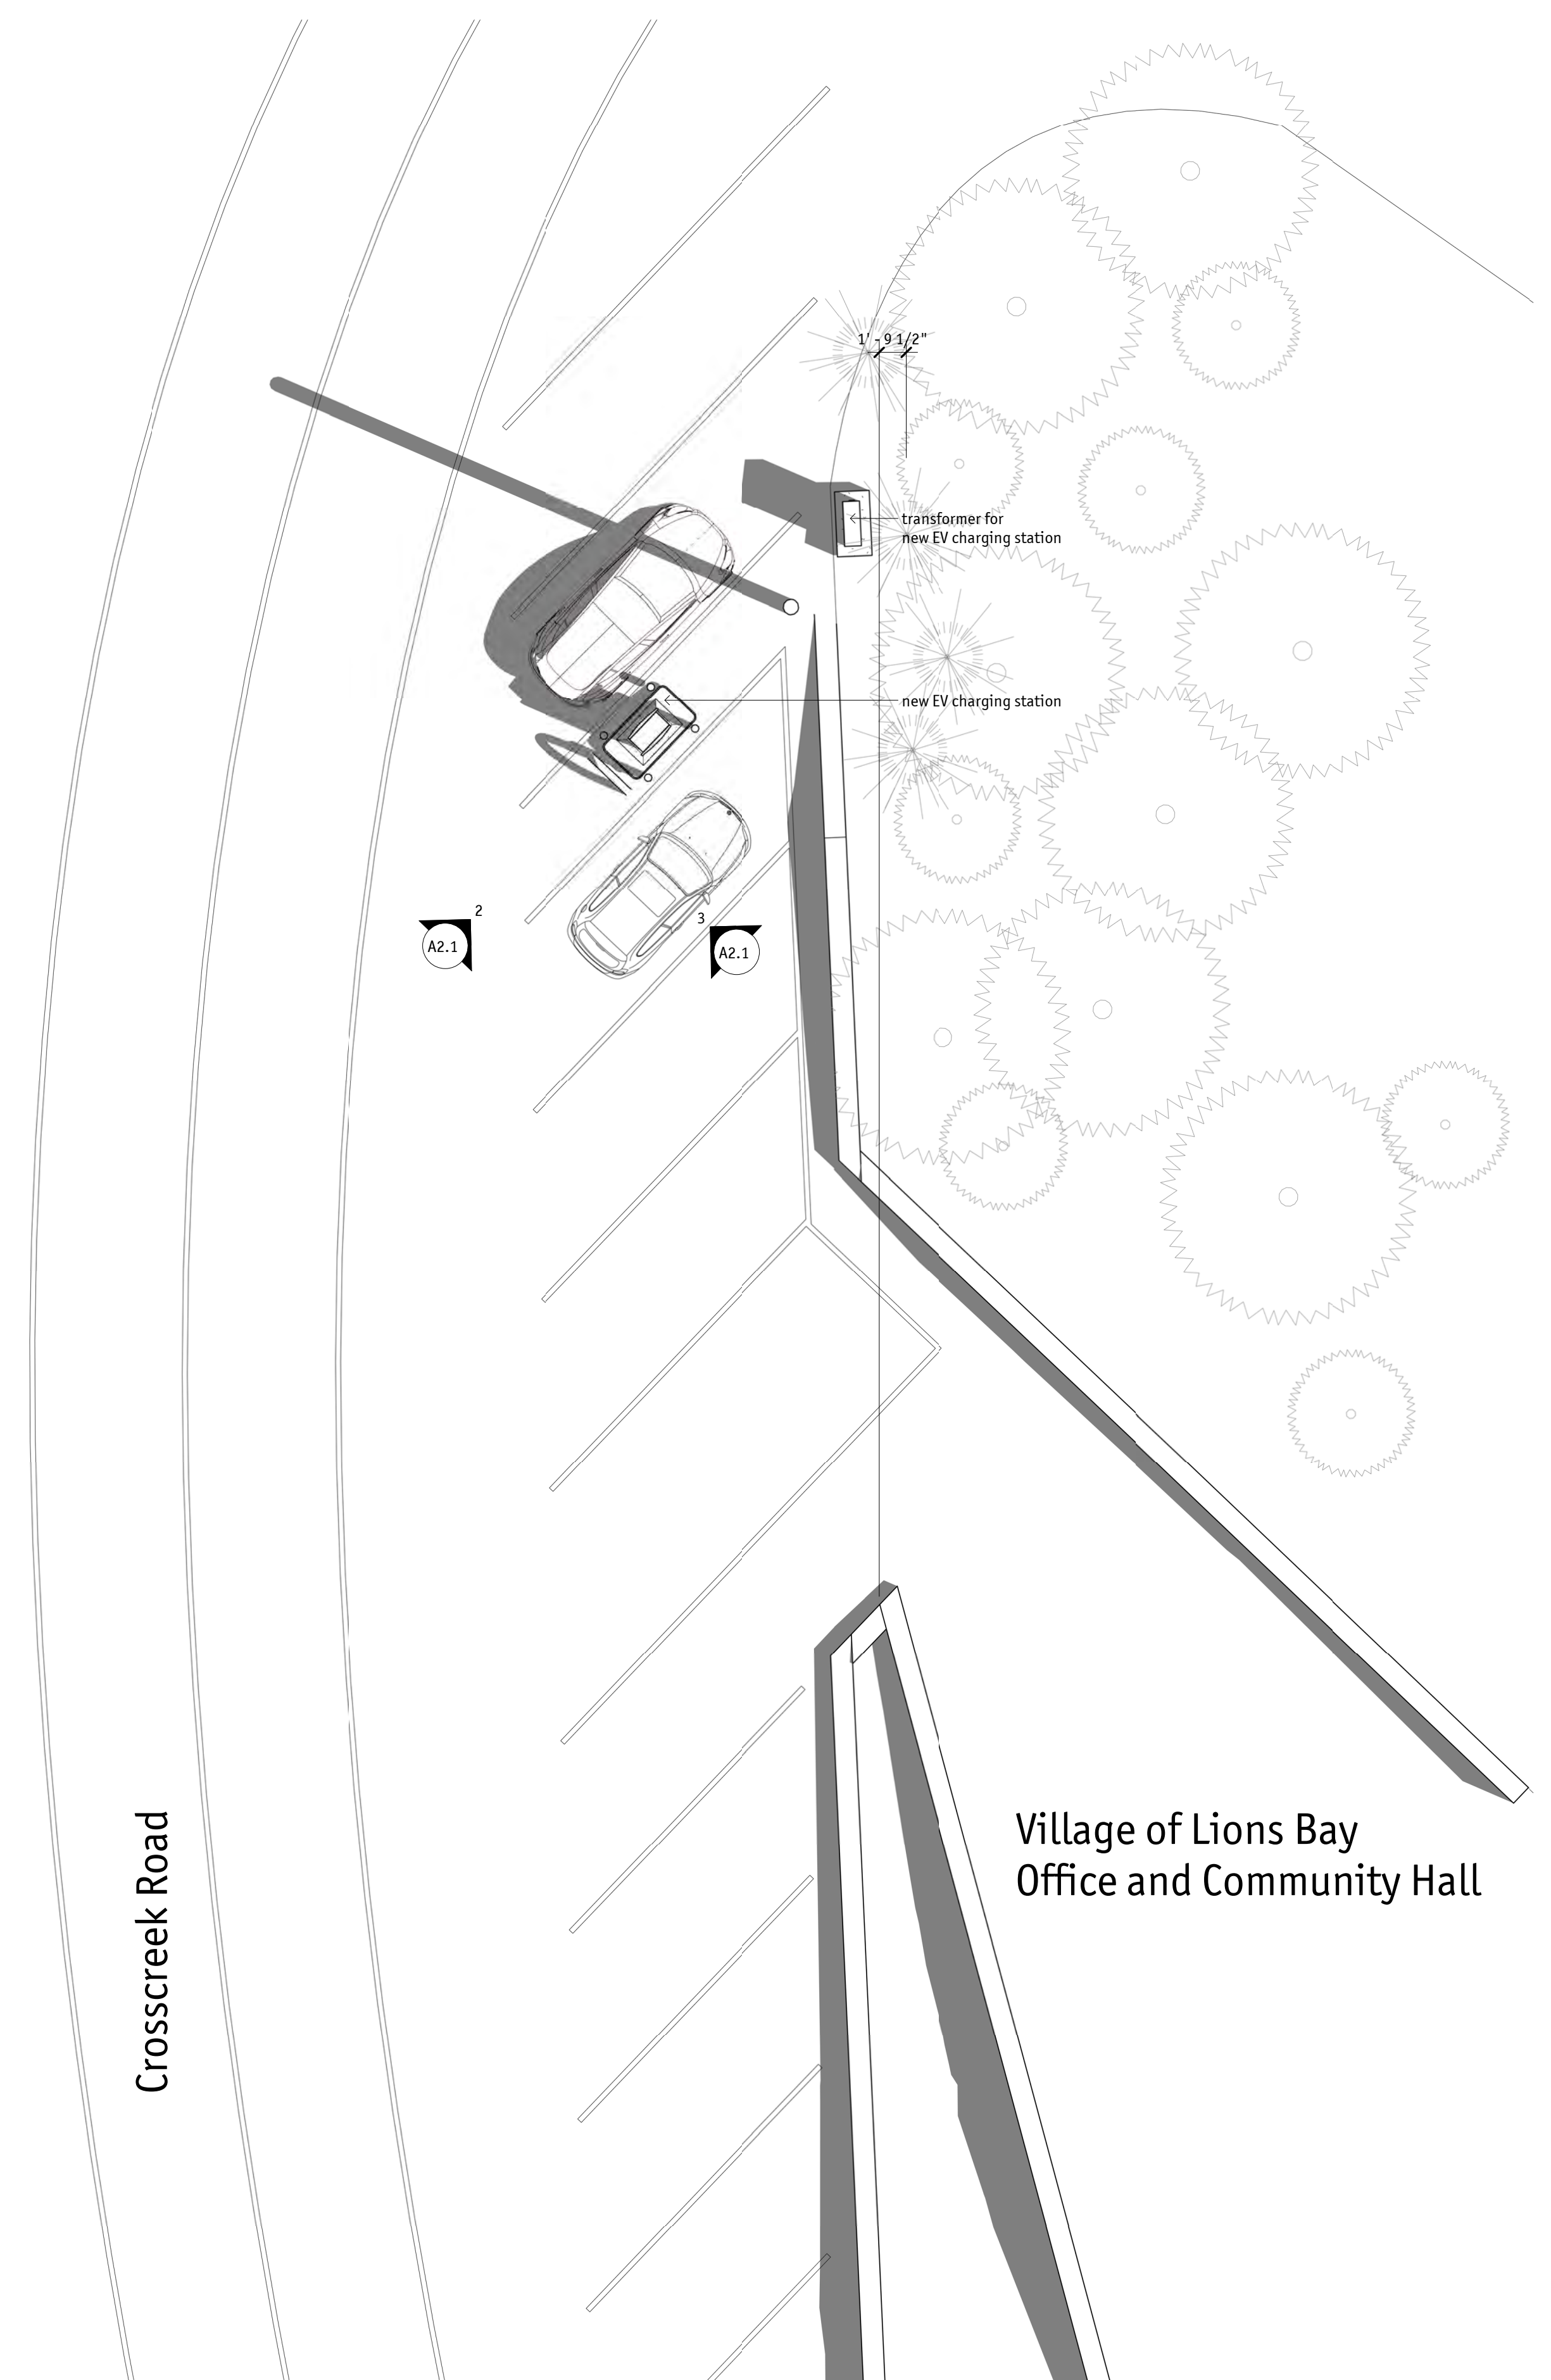 1' - 9 1/2"
transformer for
new EV charging station
new EV charging station
2
A2.1
3
A2.1
Crosscreek Road
Village of Lions Bay
Office and Community Hall